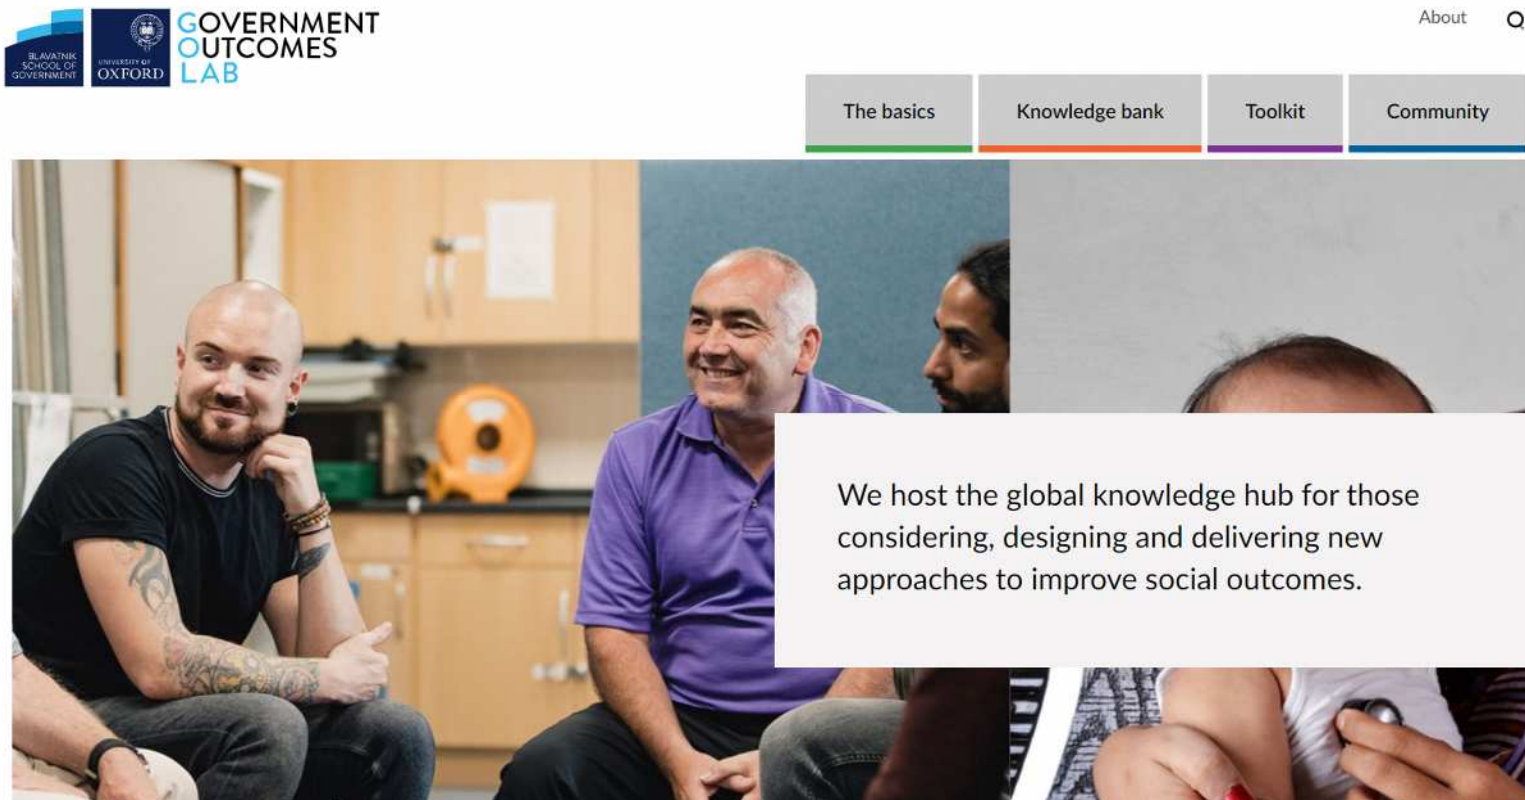 BLAVATNIK
SCHOOL OF
GOVERNMENT
UNIVERSITY OF
OXFORD
GOVERNMENT
OUTCOMES
LAB
About
The basics
Knowledge bank
Toolkit
Community
We host the global knowledge hub for those
considering, designing and delivering new
approaches to improve social outcomes.